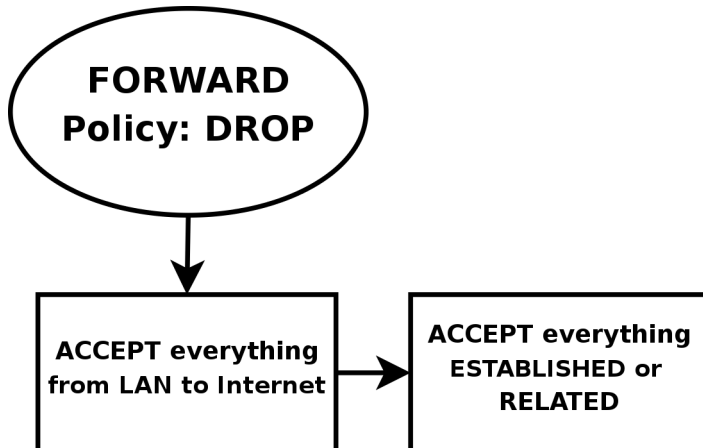 FORWARD
Policy: DROP
ACCEPT everything
from LAN to Internet
ACCEPT everything
ESTABLISHED or
RELATED